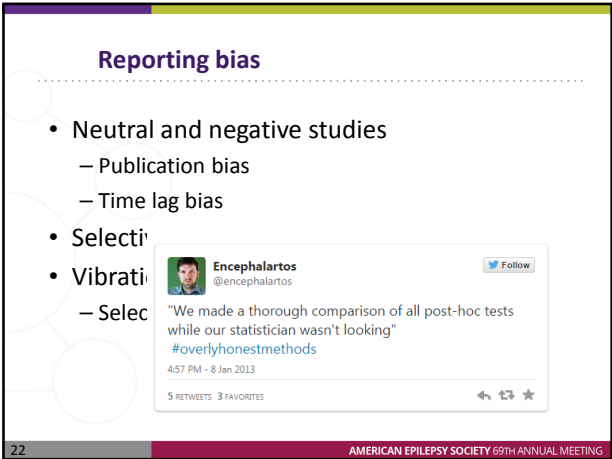 Reporting bias
• Neutral and negative studies
– Publication bias
– Time lag bias
• Selecti
• Vibrati
– Selec
Encephalartos
Follow
@encephalartos
"We made a thorough comparison of all post-hoc tests
while our statistician wasn't looking"
#overlyhonestmethods
4:57 PM - 8 Jan 2013
5 RETWEETS 3 FAVORITES
22
AMERICAN EPILEPSY SOCIETY 69TH ANNUAL MEETING